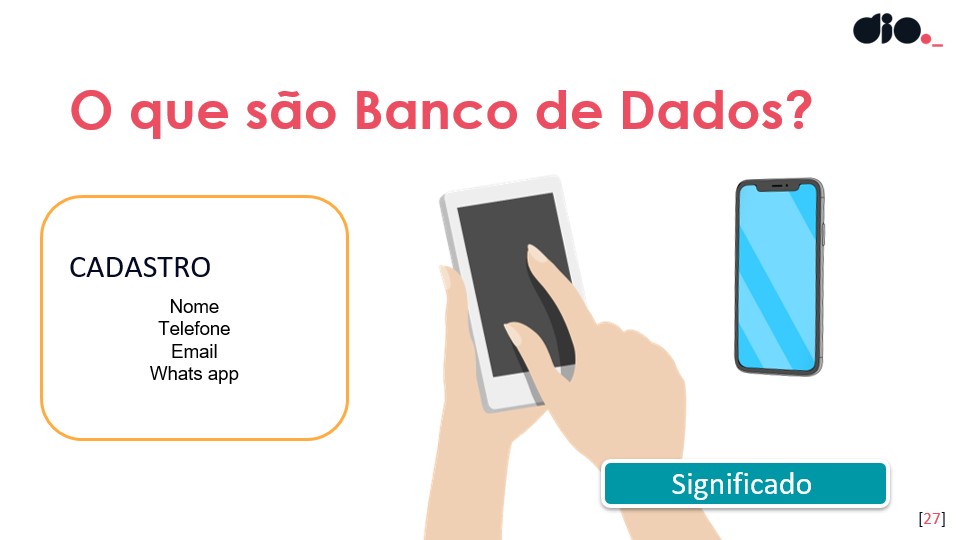 dio._
O que são Banco de Dados?
CADASTRO
Nome
Telefone
Email
Whats app
Significado
[27]